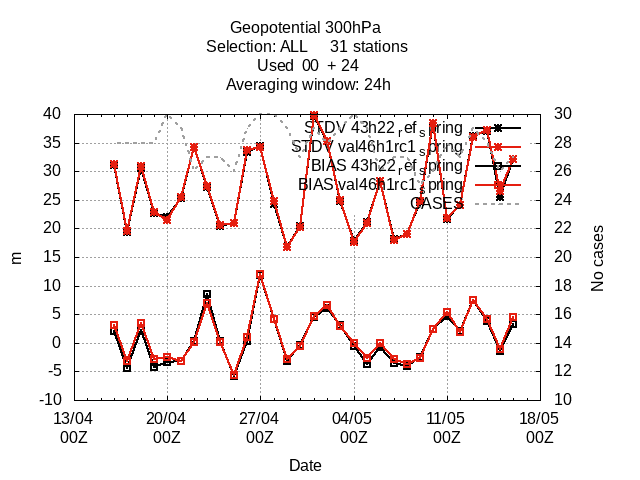 Geopotential 300hPa
Selection: ALL     31 stations
Used  00  + 24
Averaging window: 24h
STDV 43h22_ref_spring
STDV val46h1rc1_spring
BIAS 43h22_ref_spring
BIAS val46h1rc1_spring
CASES
40
35
30
25
20
15
10
5
0
-5
-10
m
30
28
26
24
22
20
18
16
14
12
10
No cases
13/04 20/04 27/04 04/05 11/05 18/05
00Z 00Z 00Z 00Z 00Z 00Z
Date